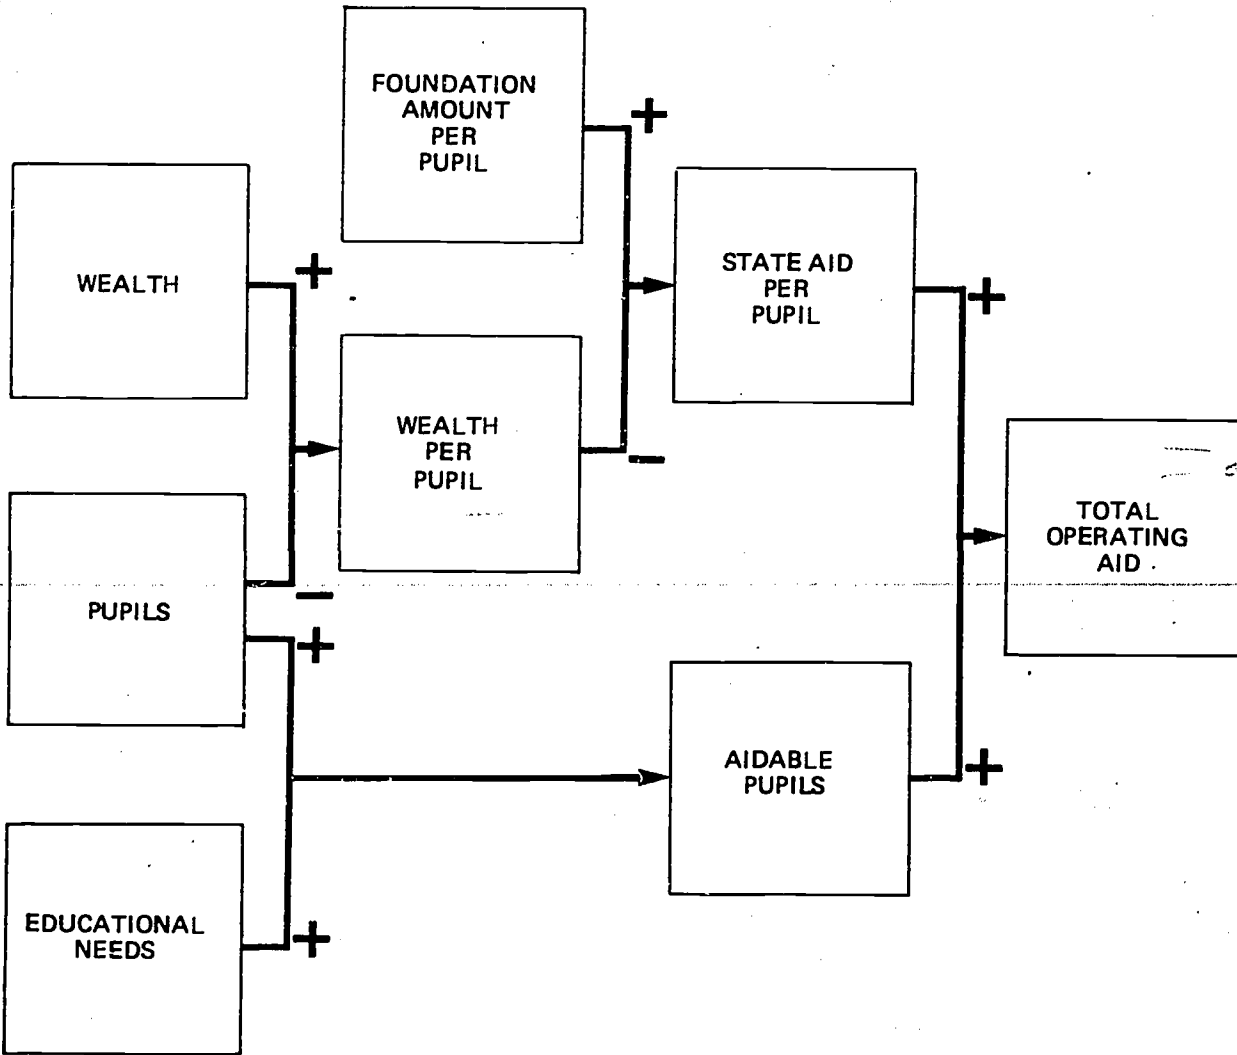 FOUNDATION
AMOUNT
PER
PUPIL
+
WEALTH
+
STATE AID
PER
PUPIL
+
WEALTH
PER
PUPIL
−
TOTAL
OPERATING
AID
PUPILS
−
+
AIDABLE
PUPILS
+
EDUCATIONAL
NEEDS
+